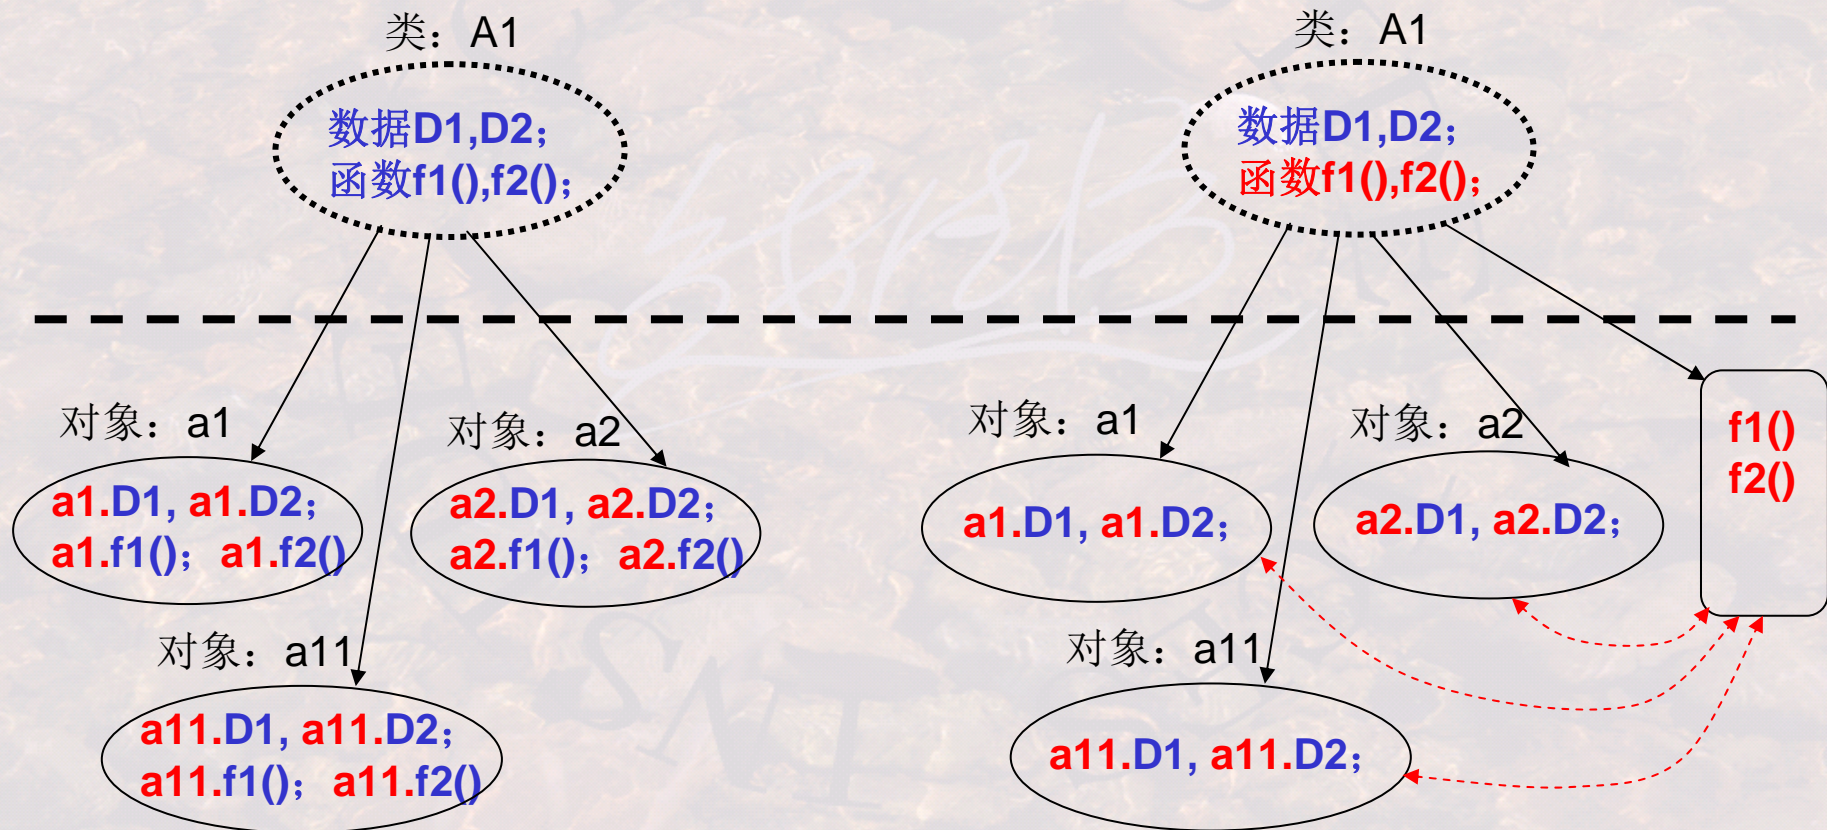 类：A1
数据D1,D2；
函数f1(),f2()；
对象：a1
a1.D1, a1.D2；
a1.f1()；a1.f2()
对象：a2
a2.D1, a2.D2；
a2.f1()；a2.f2()
对象：a11
a11.D1, a11.D2；
a11.f1()；a11.f2()
类：A1
数据D1,D2；
函数f1(),f2()；
对象：a1
a1.D1, a1.D2；
对象：a2
a2.D1, a2.D2；
f1()
f2()
对象：a11
a11.D1, a11.D2；